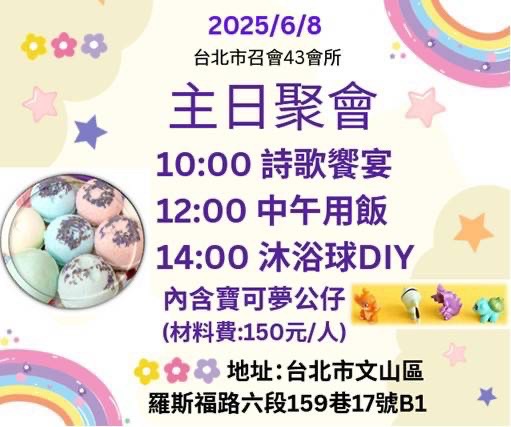 2025/6/8
台北市召會43會所
主日聚會
10:00 詩歌饗宴
12:00 中午用飯
14:00 沐浴球DIY
內含寶可夢公仔
(材料費:150元/人)
地址:台北市文山區
羅斯福路六段159巷17號B1